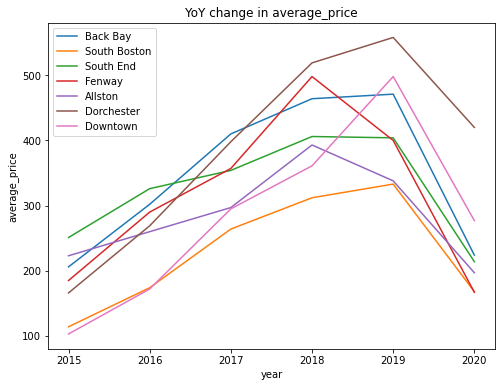 YoY change in average_price
Back Bay
South Boston
South End
Fenway
Allston
Dorchester
Downtown
500
400
300
200
100
average_price
2015 2016 2017 2018 2019 2020
year